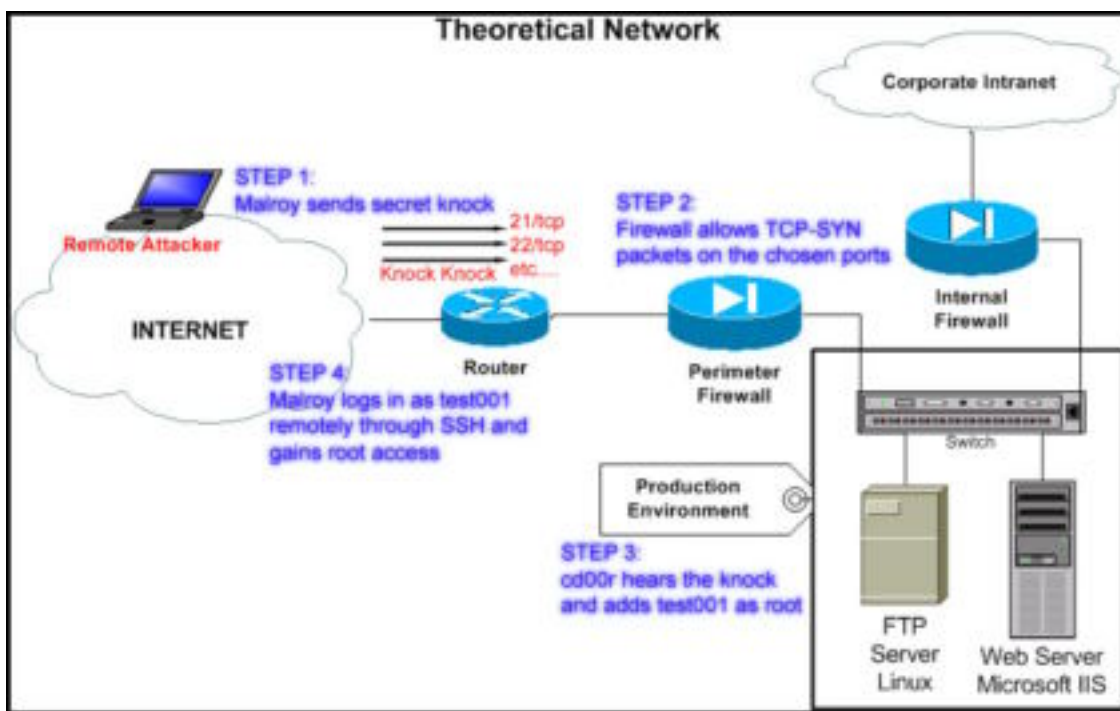 Theoretical Network
Corporate Intranet
STEP 1:
Malroy sends secret knock
Remote Attacker
21/tcp
22/tcp
Knock Knock etc....
STEP 2:
Firewall allows TCP-SYN
packets on the chosen ports
Internal
Firewall
INTERNET
Router
Perimeter
Firewall
STEP 4:
Malroy logs in as test001
remotely through SSH and
gains root access
Switch
Production
Environment
STEP 3:
cd00r hears the knock
and adds test001 as root
FTP
Server
Linux
Web Server
Microsoft IIS